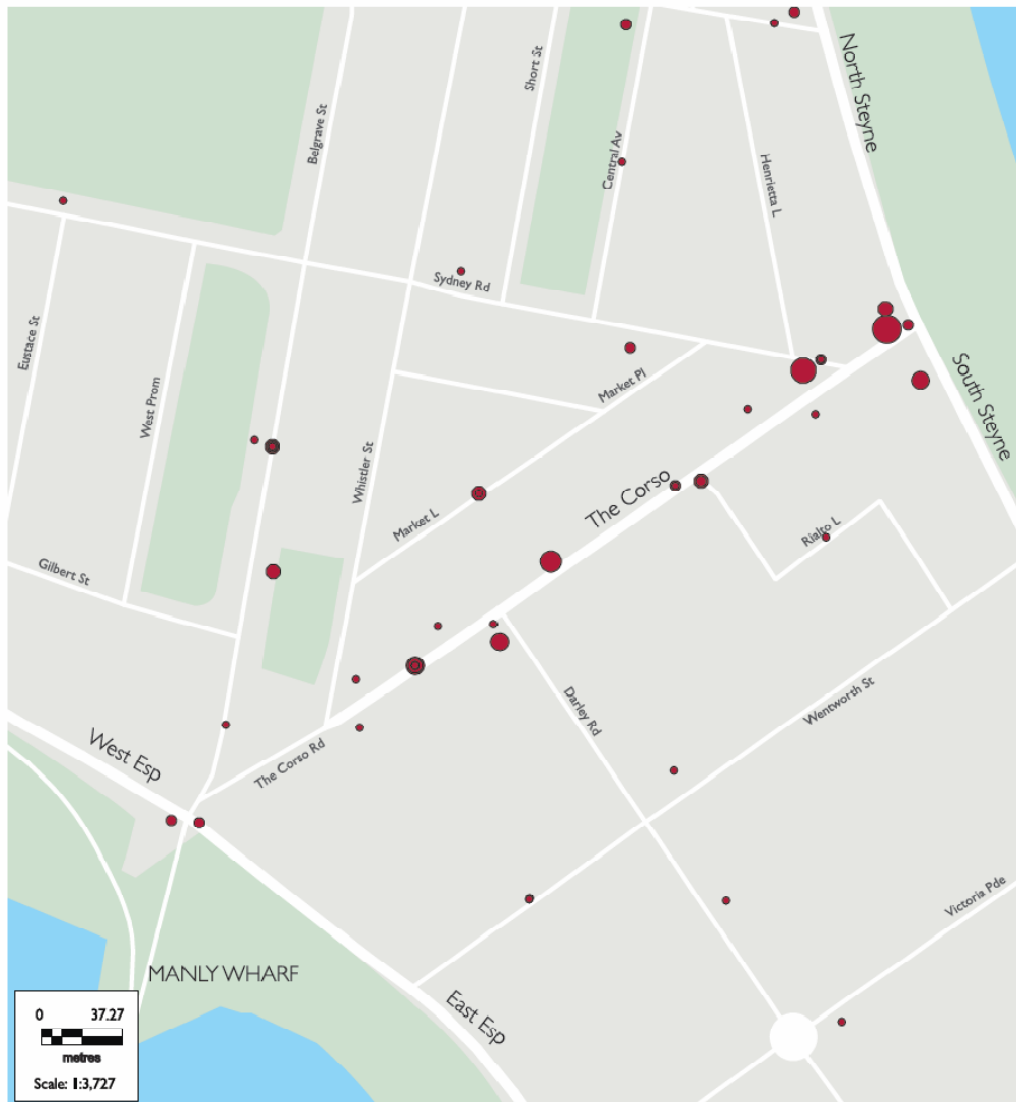 North Steyne
Short St
Belgrave St
Central Av
Henrietta L
Sydney Rd
Eustace St
West Prom
Market Pl
South Steyne
Whistler St
The Corso
Market L
Rialto L
Gilbert St
Darley Rd
Wentworth St
West Esp
The Corso Rd
Victoria Pde
MANLY WHARF
East Esp
0 37.27
metres
Scale: 1:3,727